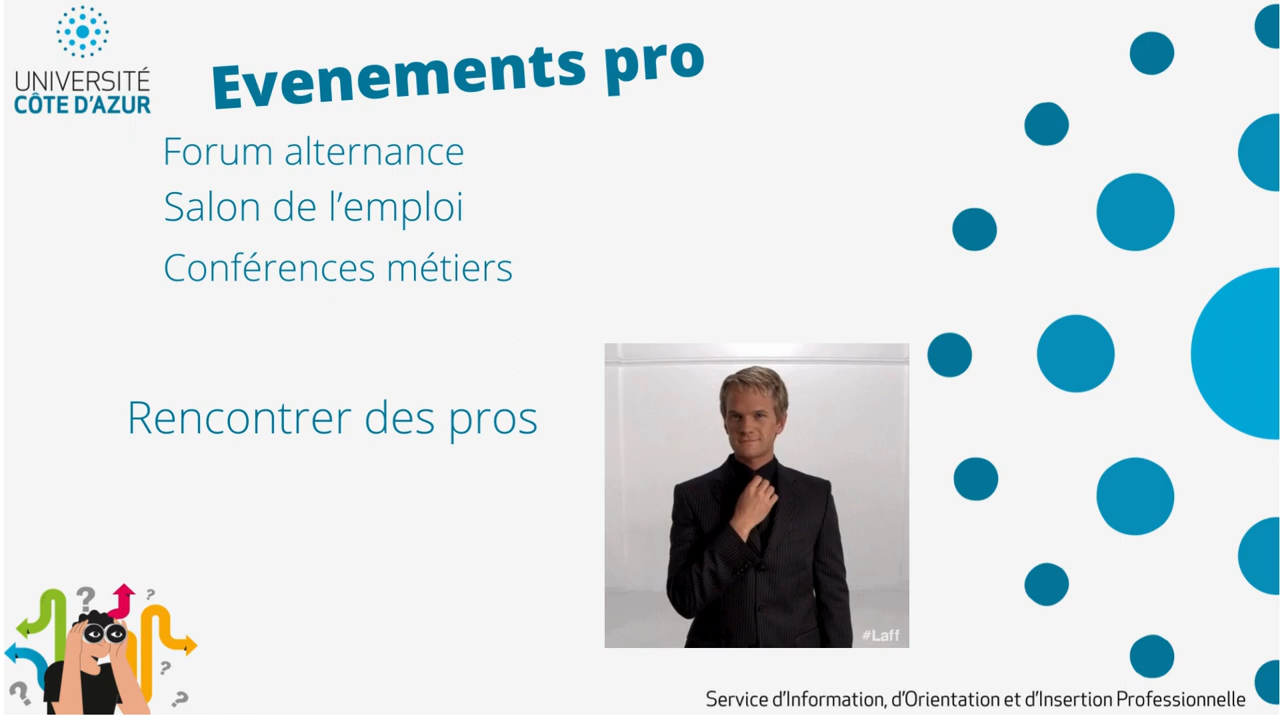 UNIVERSITÉ
CÔTE D'AZUR
Evenements pro
Forum alternance
Salon de l'emploi
Conférences métiers
Rencontrer des pros
#Laff
? ?
?
? ?
Service d'Information, d'Orientation et d'Insertion Professionnelle